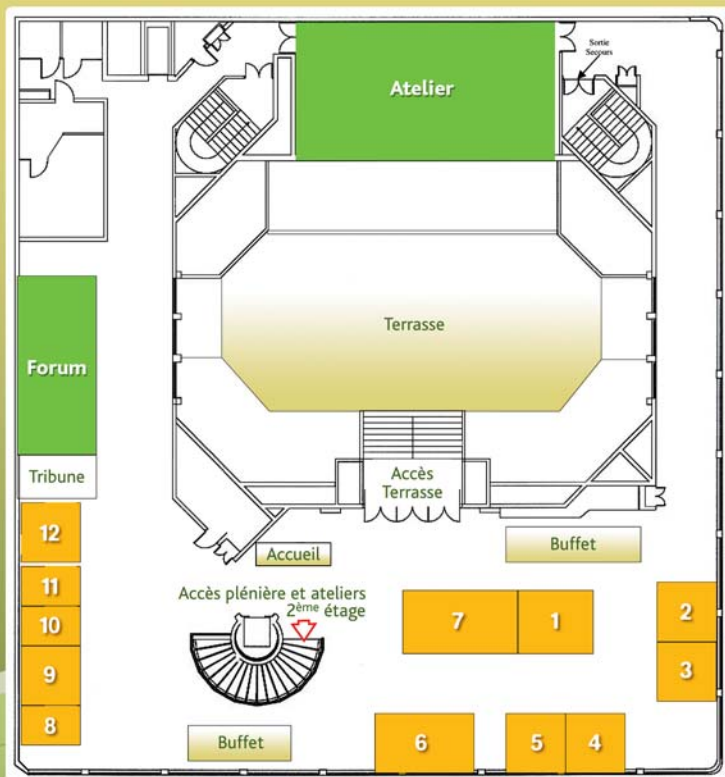 Sortie
Secours
Atelier
Terrasse
Forum
Tribune
Accès
Terrasse
12
Accueil
Buffet
11
Accès plénière et ateliers
2ème étage
10
7
1
2
9
3
8
Buffet
6
5
4